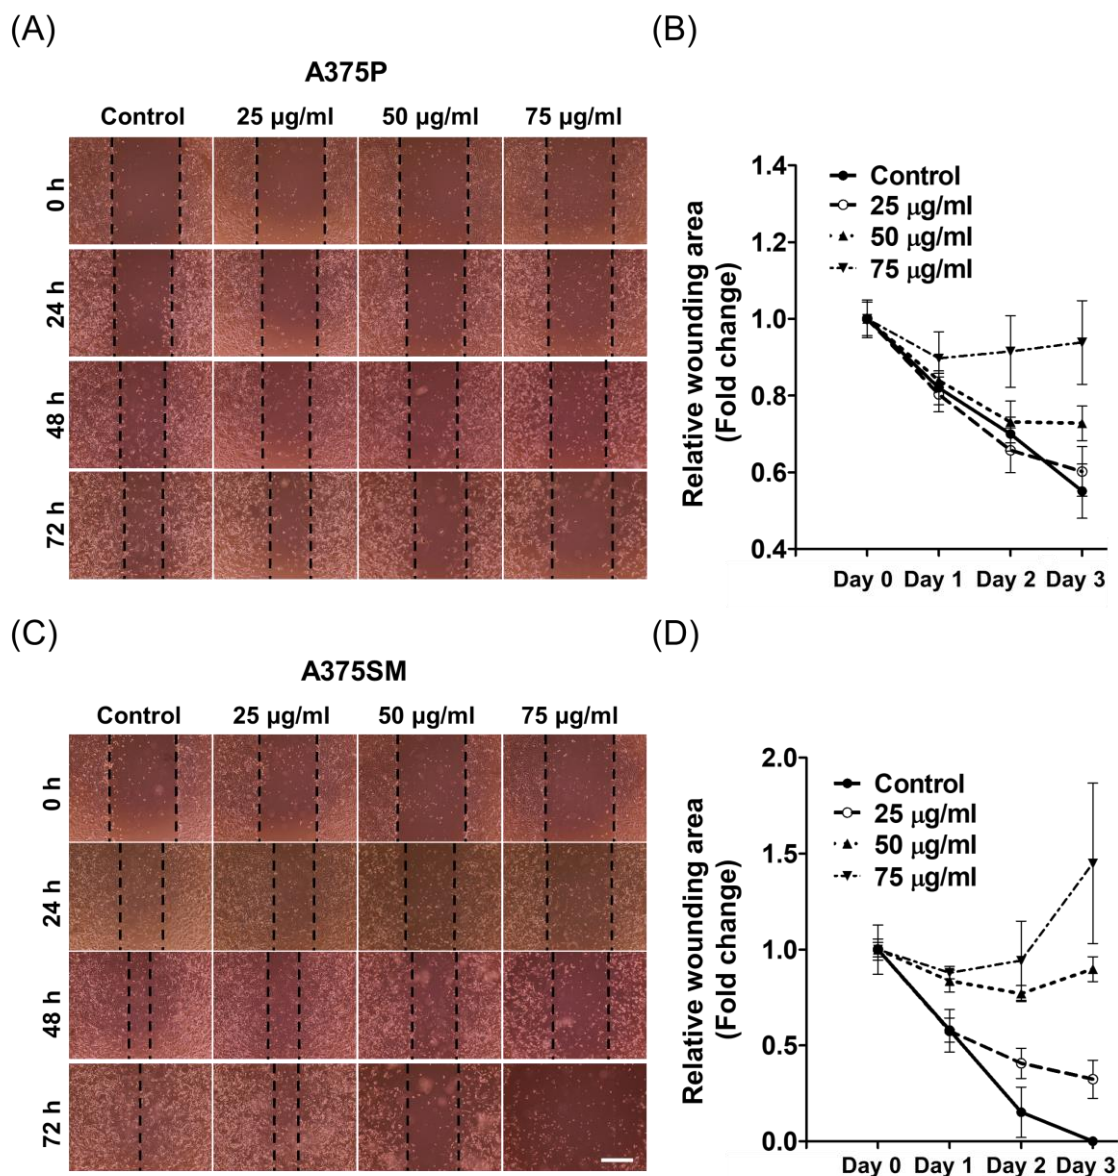 (A)
A375P
Control 25 µg/ml 50 µg/ml 75 µg/ml
0 h
24 h
48 h
72 h
(B)
Relative wounding area
(Fold change)
1.4
1.2
1.0
0.8
0.6
0.4
Control
25 µg/ml
50 µg/ml
75 µg/ml
Day 0 Day 1 Day 2 Day 3
(C)
A375SM
Control 25 µg/ml 50 µg/ml 75 µg/ml
0 h
24 h
48 h
72 h
(D)
Relative wounding area
(Fold change)
2.0
1.5
1.0
0.5
0.0
Control
25 µg/ml
50 µg/ml
75 µg/ml
Day 0 Day 1 Day 2 Day 3